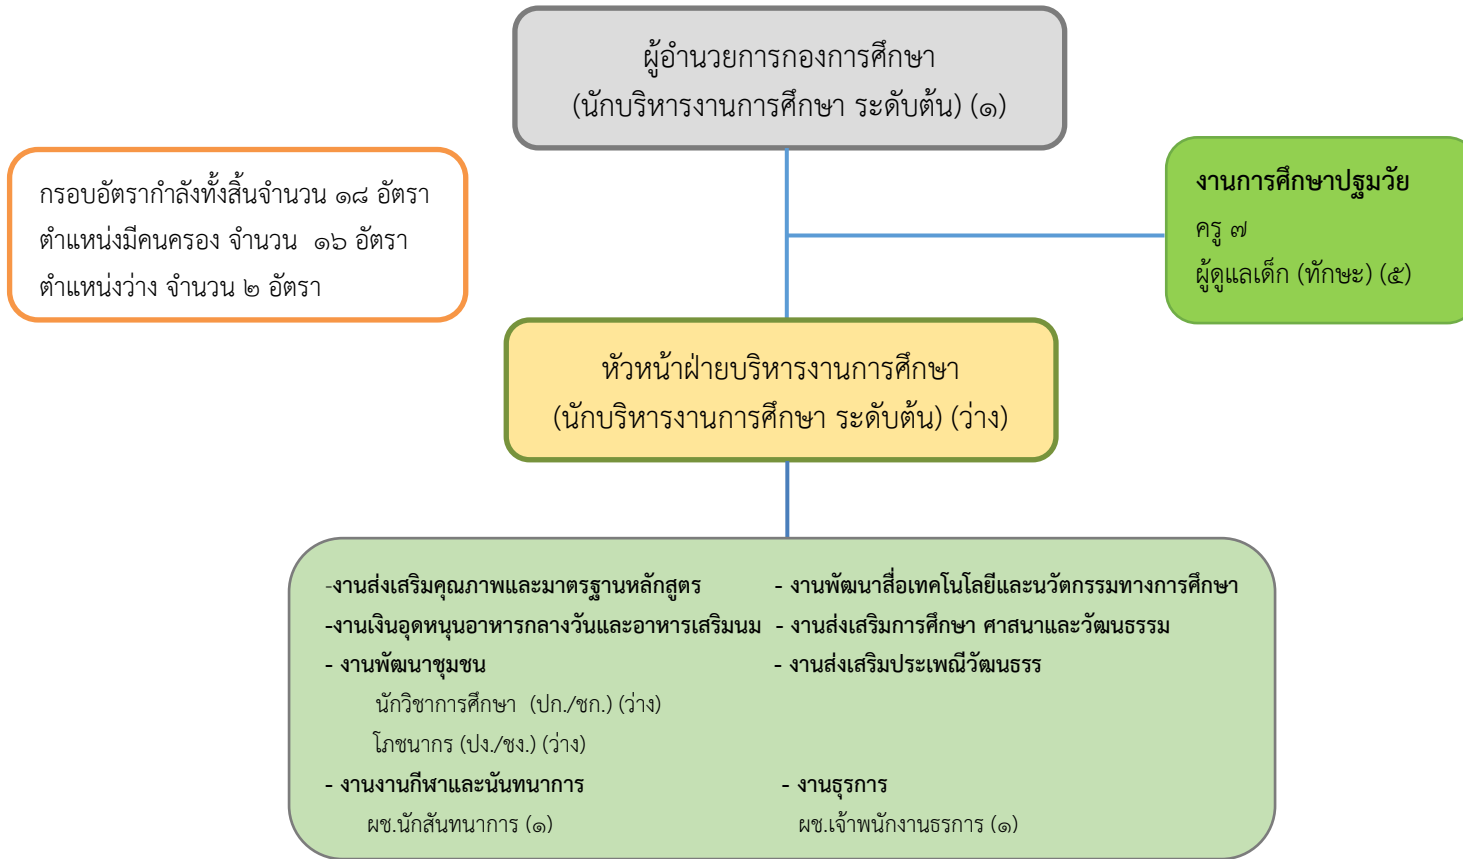 ผู้อำนวยการกองการศึกษา
(นักบริหารงานการศึกษา ระดับต้น) (๑)
กรอบอัตรากำลังทั้งสิ้นจำนวน ๑๘ อัตรา
ตำแหน่งมีคนครอง จำนวน ๑๖ อัตรา
ตำแหน่งว่าง จำนวน ๒ อัตรา
งานการศึกษาปฐมวัย
ครู ๗
ผู้ดูแลเด็ก (ทักษะ) (๕)
หัวหน้าฝ่ายบริหารงานการศึกษา
(นักบริหารงานการศึกษา ระดับต้น) (ว่าง)
-งานส่งเสริมคุณภาพและมาตรฐานหลักสูตร - งานพัฒนาสื่อเทคโนโลยีและนวัตกรรมทางการศึกษา
-งานเงินอุดหนุนอาหารกลางวันและอาหารเสริมนม - งานส่งเสริมการศึกษา ศาสนาและวัฒนธรรม
- งานพัฒนาชุมชน - งานส่งเสริมประเพณีวัฒนธรร
นักวิชาการศึกษา (ปก./ชก.) (ว่าง)
โภชนากร (ปง./ชง.) (ว่าง)
- งานงานกีฬาและนันทนาการ - งานธุรการ
ผช.นักสันทนาการ (๑) ผช.เจ้าพนักงานธรการ (๑)